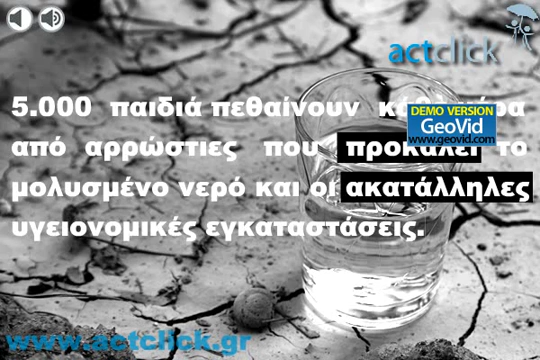 actclick
5.000 παιδιά πεθαίνουν
DEMO VERSION
GeoVid
www.geovid.com
από αρρώστιες που προκαλεί το
μολυσμένο νερό και οι ακατάλληλες
υγειονομικές εγκαταστάσεις.
www.actclick.gr